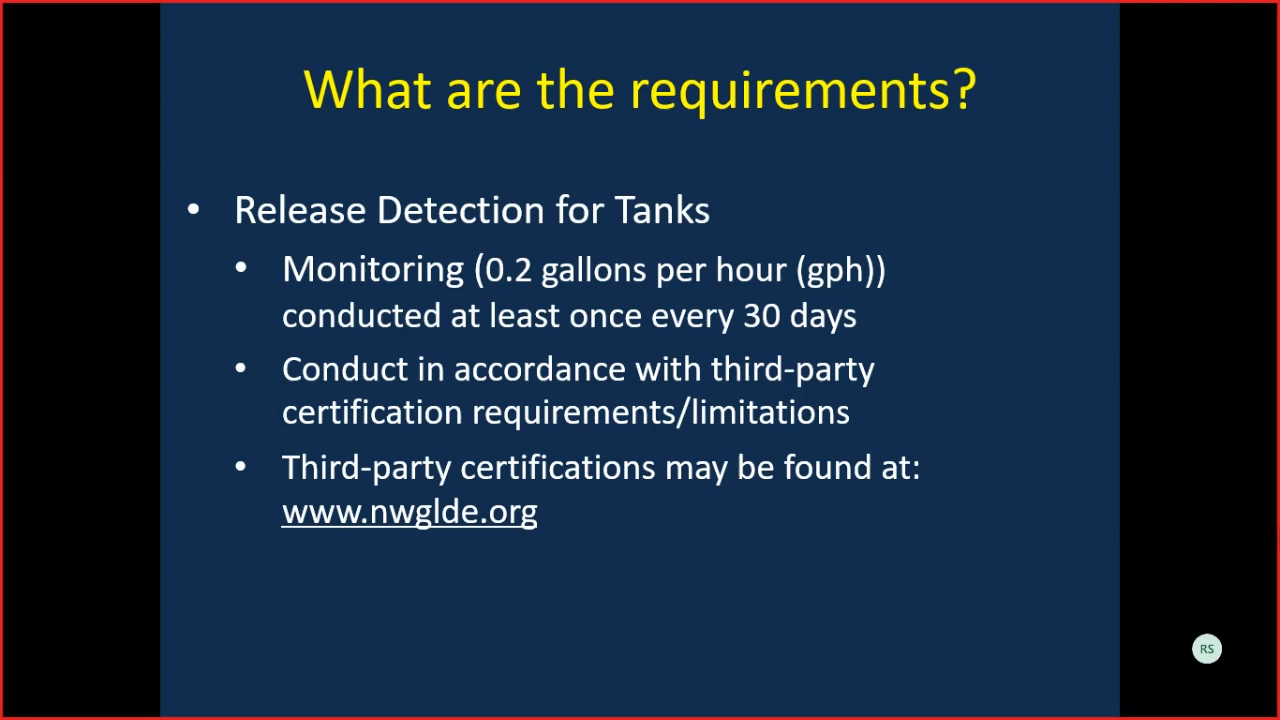 What are the requirements?
• Release Detection for Tanks
• Monitoring (0.2 gallons per hour (gph))
conducted at least once every 30 days
• Conduct in accordance with third-party
certification requirements/limitations
• Third-party certifications may be found at:
www.nwglde.org
RS